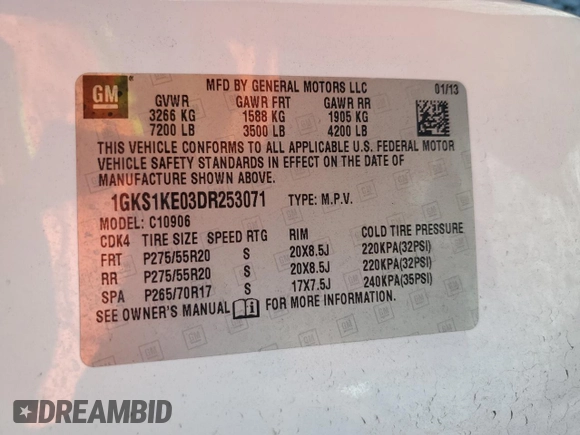 GM
MFD BY GENERAL MOTORS LLC 01/13
GVWR GAWR FRT GAWR RR
3266 KG 1588 KG 1905 KG
7200 LB 3500 LB 4200 LB
THIS VEHICLE CONFORMS TO ALL APPLICABLE U.S. FEDERAL MOTOR
VEHICLE SAFETY STANDARDS IN EFFECT ON THE DATE OF
MANUFACTURE SHOWN ABOVE.
1GKS1KE03DR253071 TYPE: M.P.V.
MODEL: C10906
CDK4 TIRE SIZE SPEED RTG RIM COLD TIRE PRESSURE
FRT P275/55R20 S 20X8.5J 220KPA(32PSI)
RR P275/55R20 S 20X8.5J 220KPA(32PSI)
SPA P265/70R17 S 17X7.5J 240KPA(35PSI)
SEE OWNER'S MANUAL FOR MORE INFORMATION.
DREAMBID